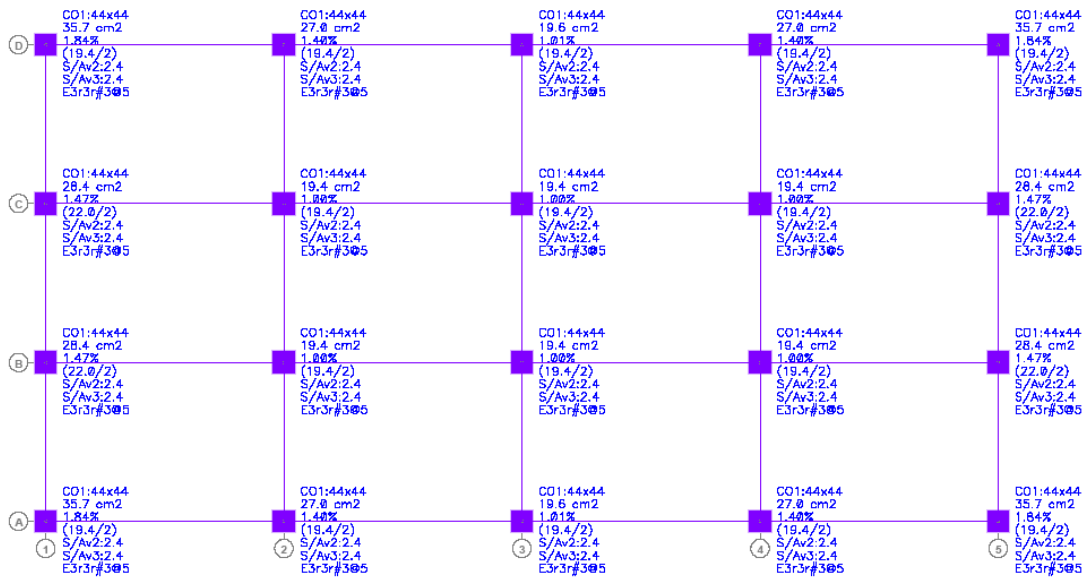 CO1:44x44
35.7 cm2
1.84%
(19.4/2)
S/Av2:2.4
S/Av3:2.4
E3r3r#3@5
CO1:44x44
27.0 cm2
1.40%
(19.4/2)
S/Av2:2.4
S/Av3:2.4
E3r3r#3@5
CO1:44x44
19.6 cm2
1.01%
(19.4/2)
S/Av2:2.4
S/Av3:2.4
E3r3r#3@5
CO1:44x44
27.0 cm2
1.40%
(19.4/2)
S/Av2:2.4
S/Av3:2.4
E3r3r#3@5
CO1:44x44
35.7 cm2
1.84%
(19.4/2)
S/Av2:2.4
S/Av3:2.4
E3r3r#3@5
D
CO1:44x44
28.4 cm2
1.47%
(22.0/2)
S/Av2:2.4
S/Av3:2.4
E3r3r#3@5
CO1:44x44
19.4 cm2
1.00%
(19.4/2)
S/Av2:2.4
S/Av3:2.4
E3r3r#3@5
CO1:44x44
19.4 cm2
1.00%
(19.4/2)
S/Av2:2.4
S/Av3:2.4
E3r3r#3@5
CO1:44x44
19.4 cm2
1.00%
(19.4/2)
S/Av2:2.4
S/Av3:2.4
E3r3r#3@5
CO1:44x44
28.4 cm2
1.47%
(22.0/2)
S/Av2:2.4
S/Av3:2.4
E3r3r#3@5
C
CO1:44x44
28.4 cm2
1.47%
(22.0/2)
S/Av2:2.4
S/Av3:2.4
E3r3r#3@5
CO1:44x44
19.4 cm2
1.00%
(19.4/2)
S/Av2:2.4
S/Av3:2.4
E3r3r#3@5
CO1:44x44
19.4 cm2
1.00%
(19.4/2)
S/Av2:2.4
S/Av3:2.4
E3r3r#3@5
CO1:44x44
19.4 cm2
1.00%
(19.4/2)
S/Av2:2.4
S/Av3:2.4
E3r3r#3@5
CO1:44x44
28.4 cm2
1.47%
(22.0/2)
S/Av2:2.4
S/Av3:2.4
E3r3r#3@5
B
CO1:44x44
35.7 cm2
1.84%
(19.4/2)
S/Av2:2.4
S/Av3:2.4
E3r3r#3@5
CO1:44x44
27.0 cm2
1.40%
(19.4/2)
S/Av2:2.4
S/Av3:2.4
E3r3r#3@5
CO1:44x44
19.6 cm2
1.01%
(19.4/2)
S/Av2:2.4
S/Av3:2.4
E3r3r#3@5
CO1:44x44
27.0 cm2
1.40%
(19.4/2)
S/Av2:2.4
S/Av3:2.4
E3r3r#3@5
CO1:44x44
35.7 cm2
1.84%
(19.4/2)
S/Av2:2.4
S/Av3:2.4
E3r3r#3@5
A
1
2
3
4
5